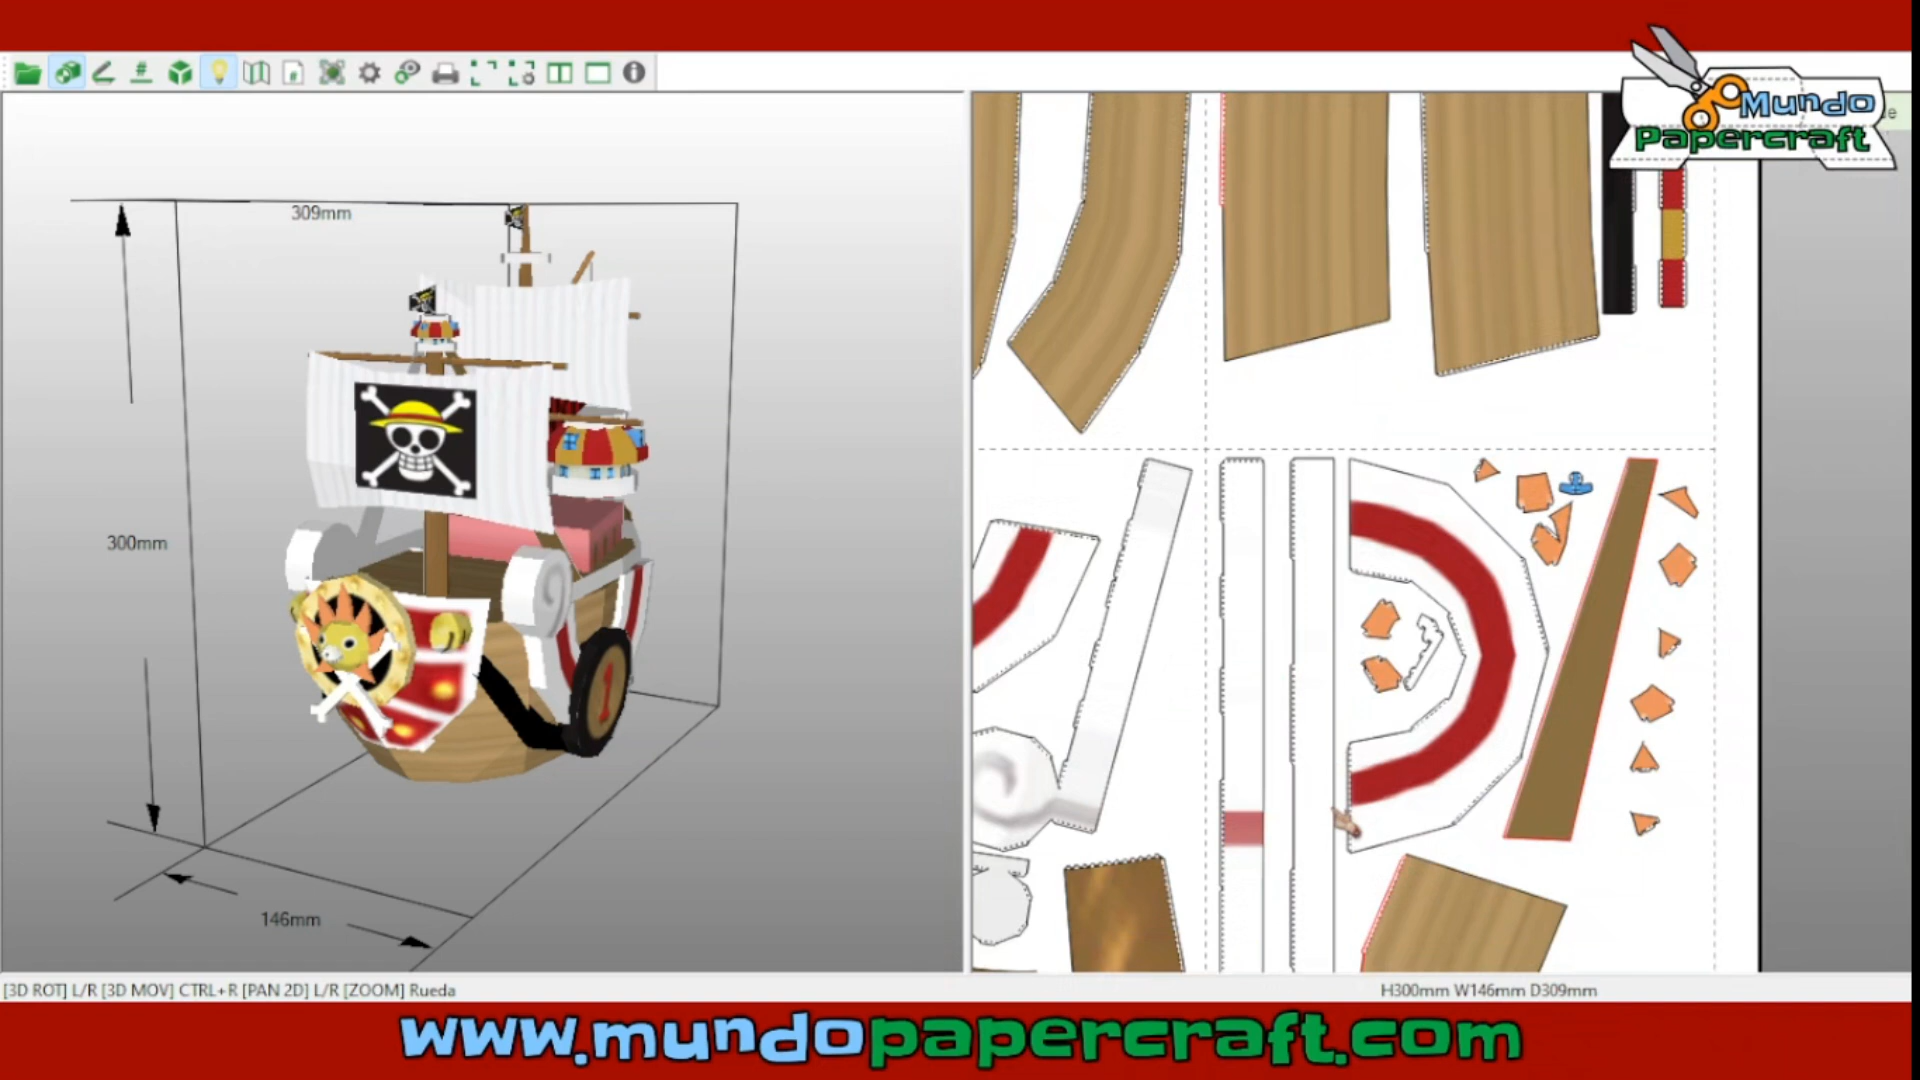 Mundo
Papercraft
309mm
300mm
1
146mm
[3D ROT] L/R [3D MOV] CTRL+R [PAN 2D] L/R [ZOOM] Rueda
H300mm W146mm D309mm
www.mundopapercraft.com